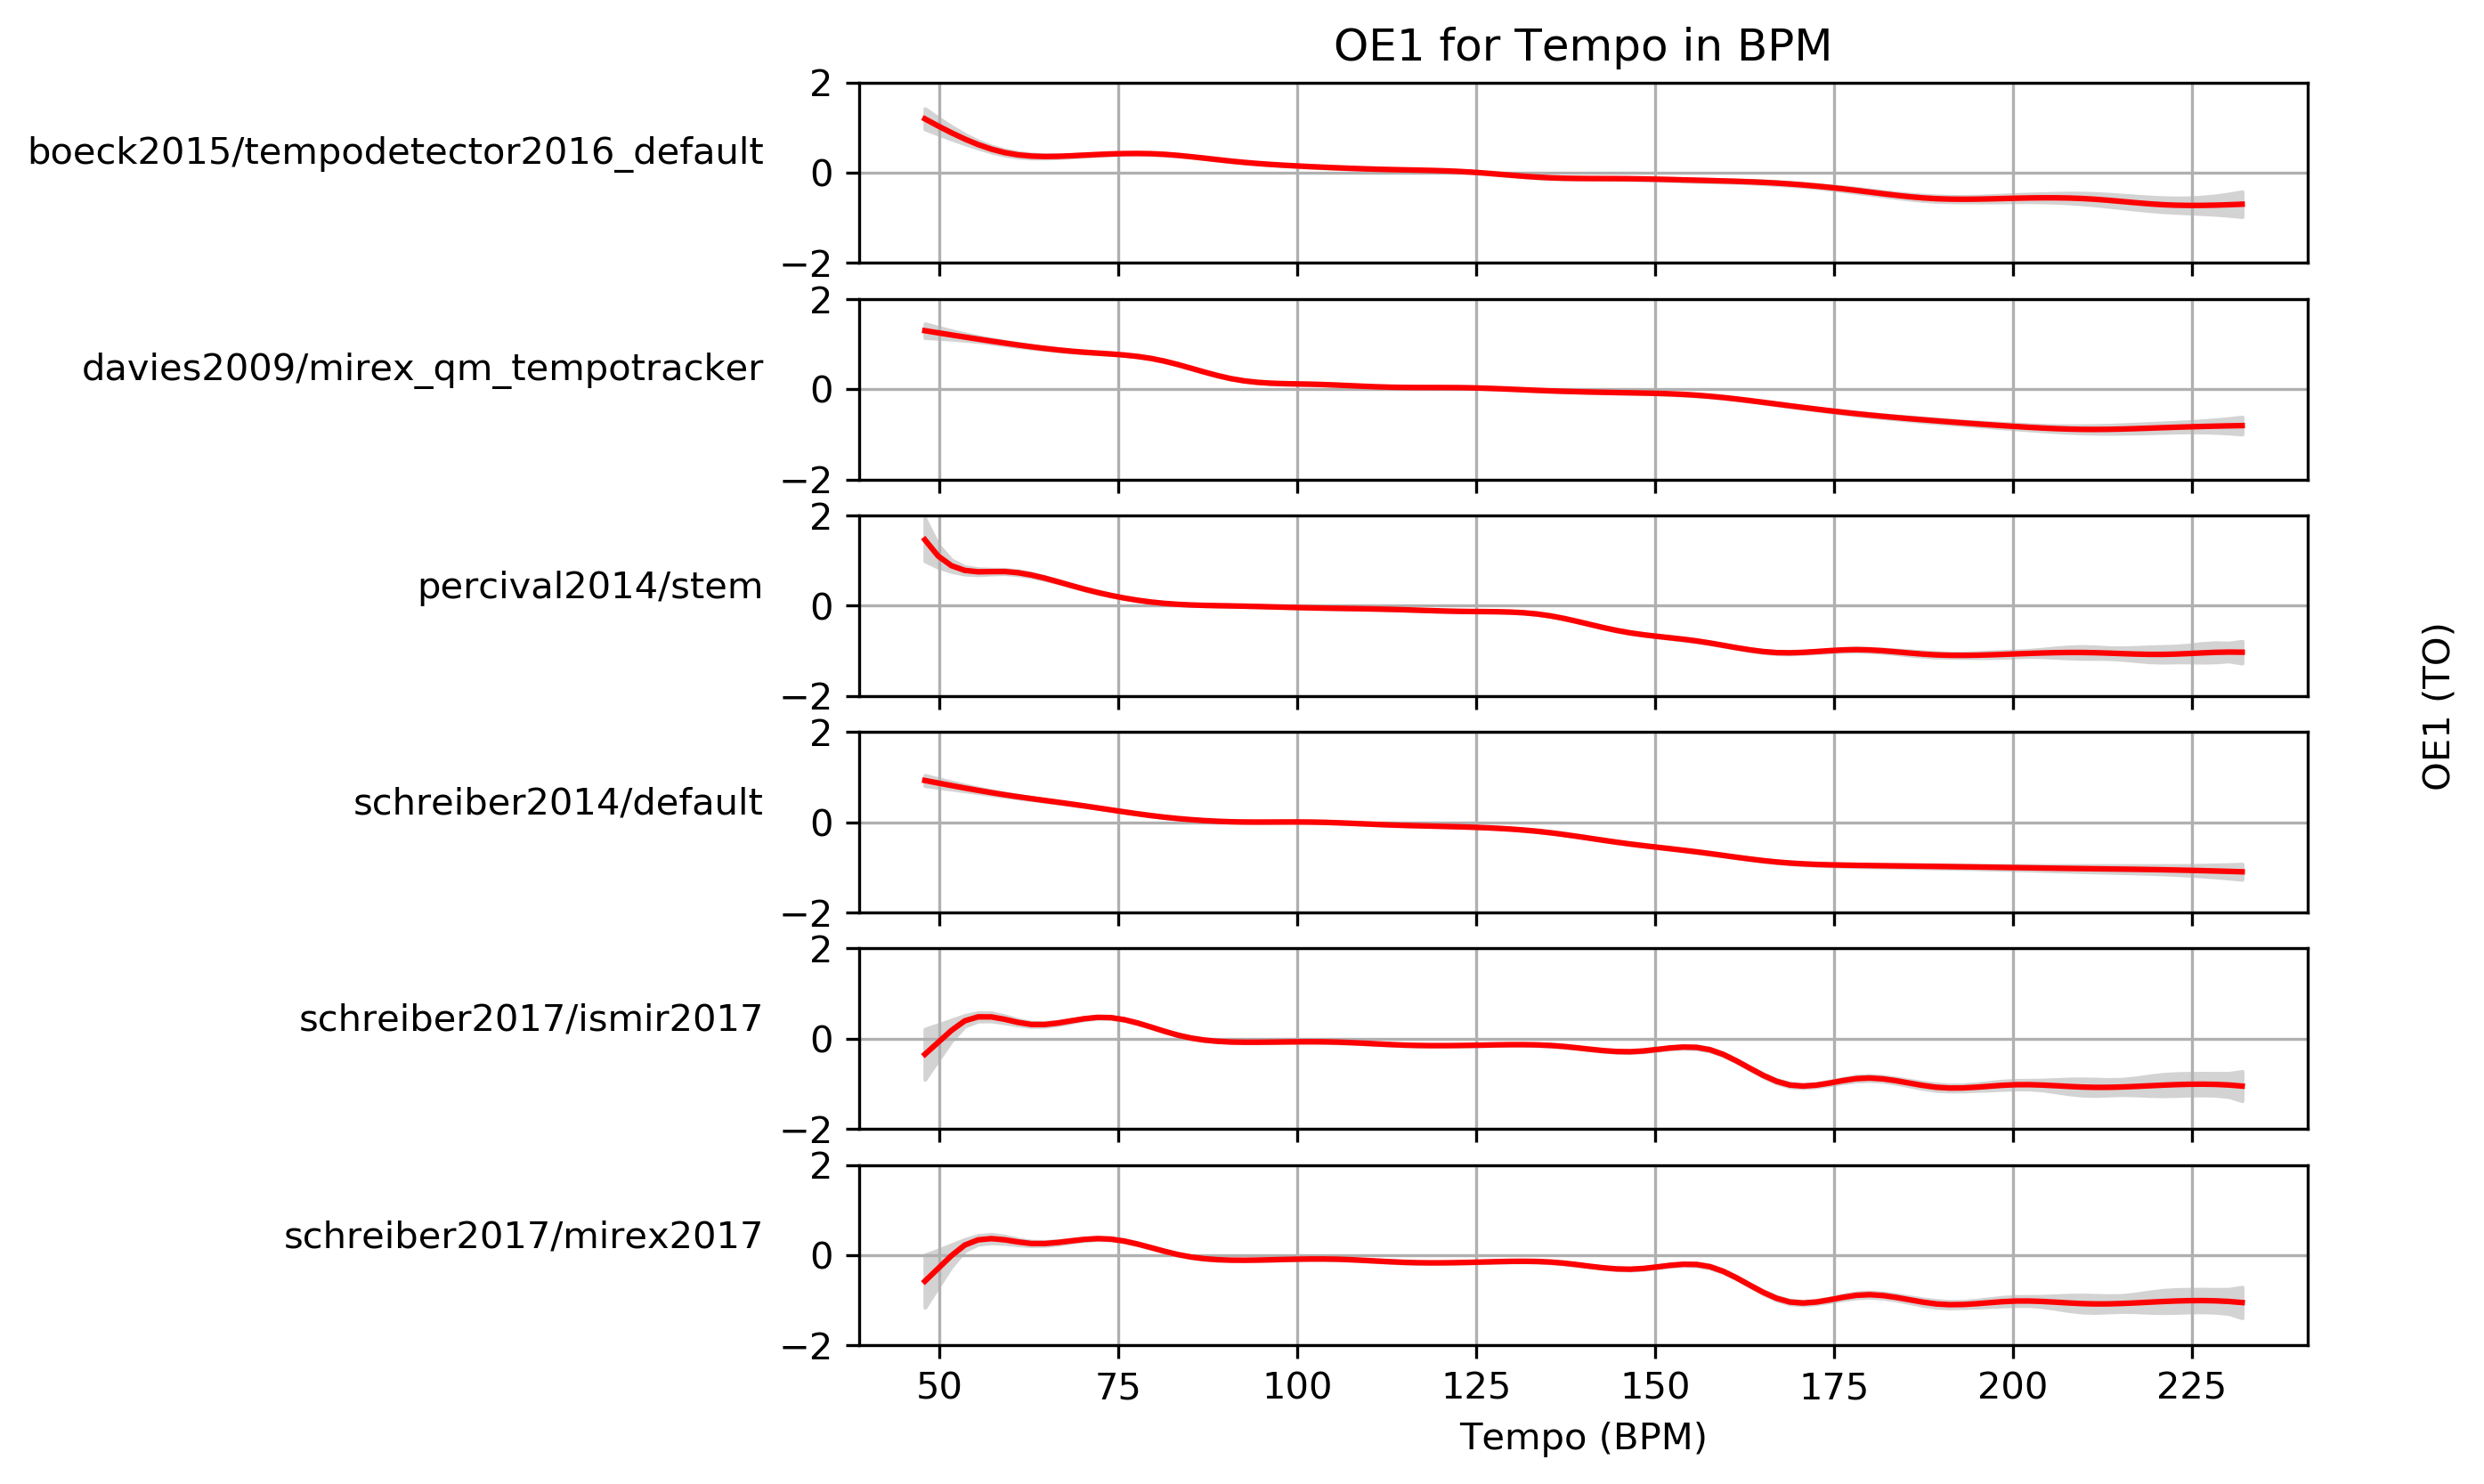 OE1 for Tempo in BPM
2
boeck2015/tempodetector2016_default
0
−2
2
davies2009/mirex_qm_tempotracker
0
−2
2
percival2014/stem
0
−2
OE1 (TO)
2
schreiber2014/default
0
−2
2
schreiber2017/ismir2017
0
−2
2
schreiber2017/mirex2017
0
−2
50 75 100 125 150 175 200 225
Tempo (BPM)